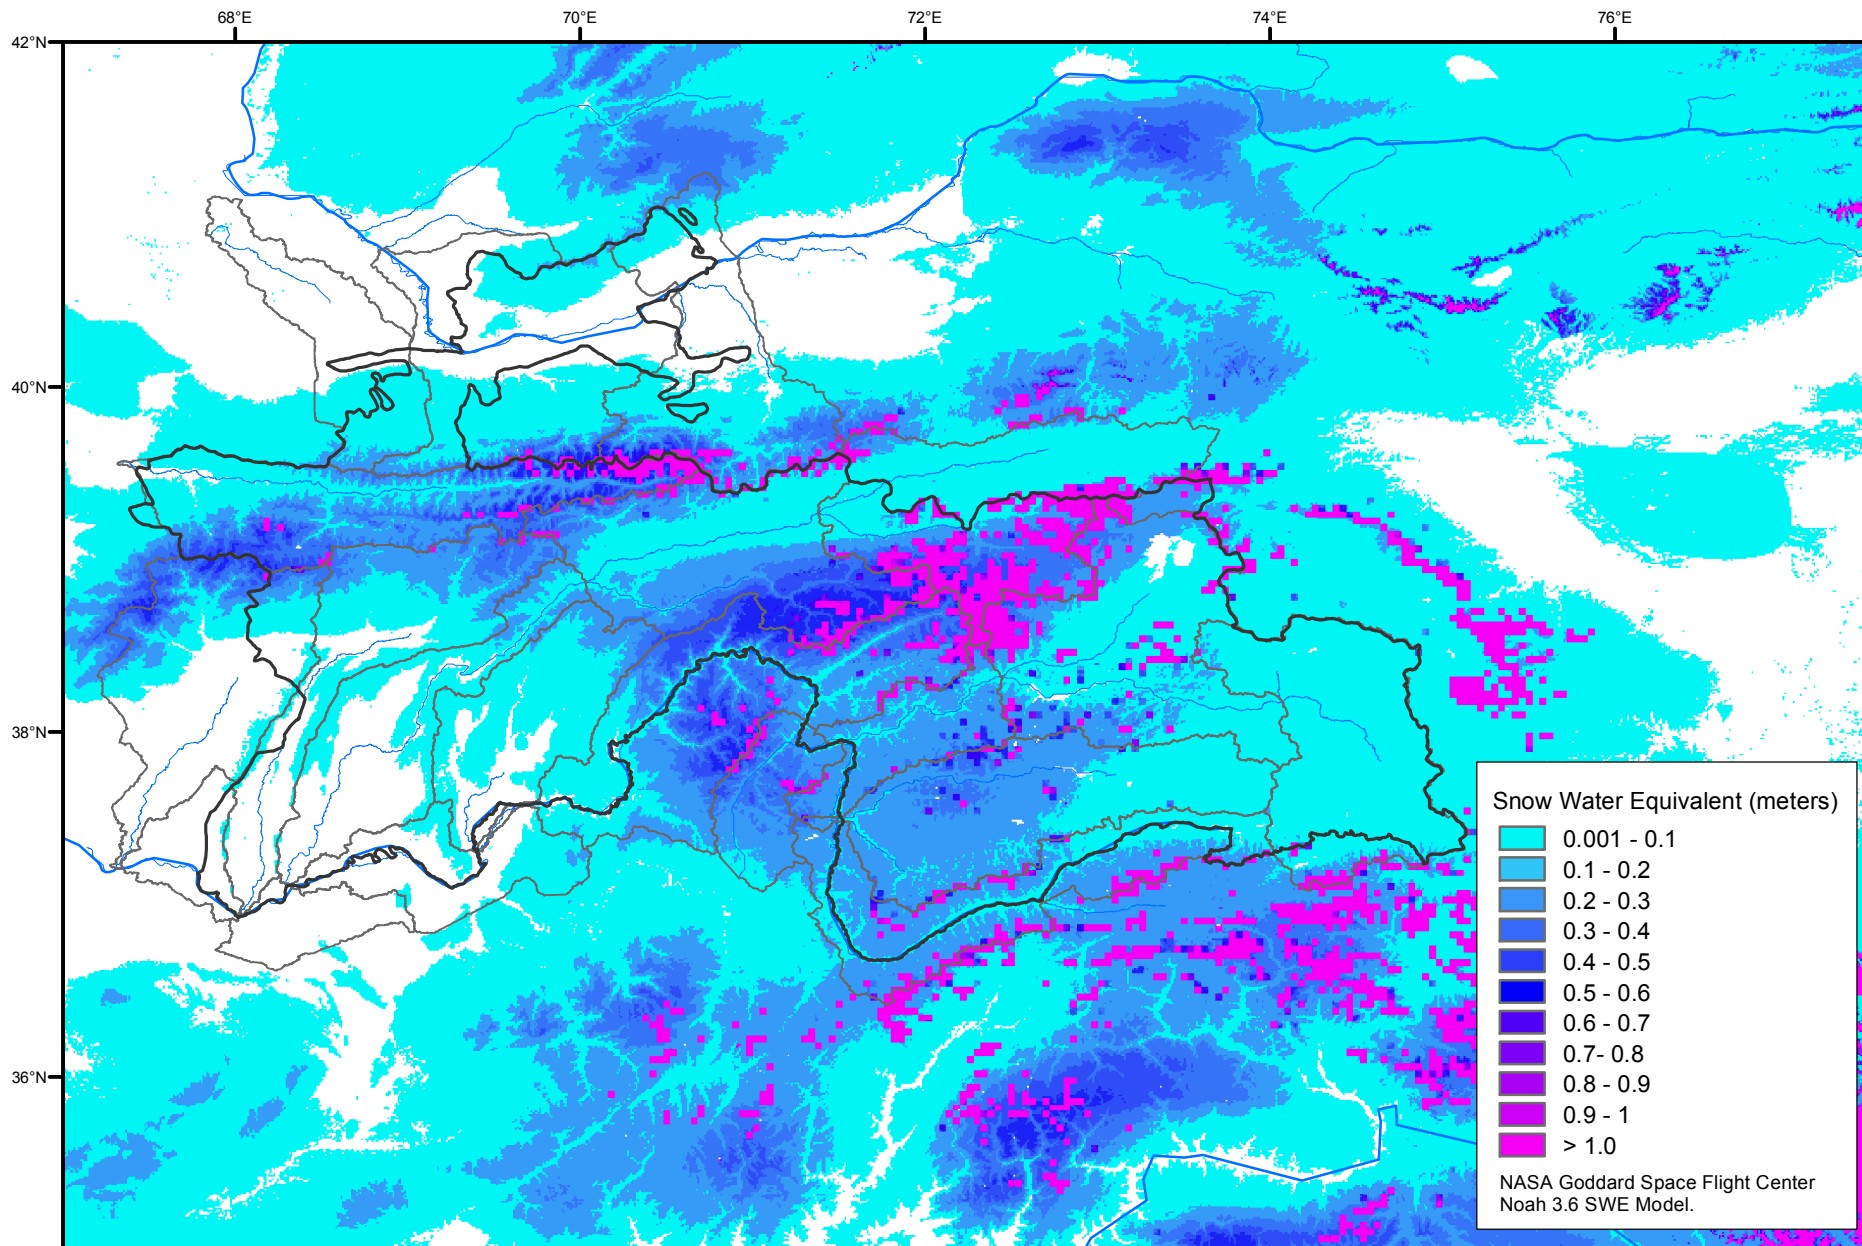 68°E
70°E
72°E
74°E
76°E
42°N
40°N
38°N
36°N
Snow Water Equivalent (meters)
0.001 - 0.1
0.1 - 0.2
0.2 - 0.3
0.3 - 0.4
0.4 - 0.5
0.5 - 0.6
0.6 - 0.7
0.7- 0.8
0.8 - 0.9
0.9 - 1
> 1.0
NASA Goddard Space Flight Center
Noah 3.6 SWE Model.